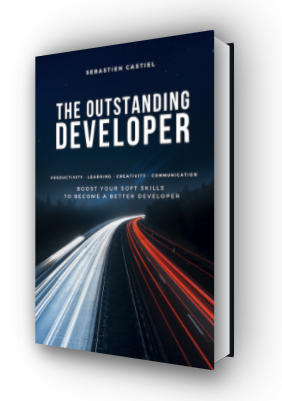 SEBASTIEN CASTIEL
THE OUTSTANDING
DEVELOPER
PRODUCTIVITY · LEARNING · CREATIVITY · COMMUNICATION
BOOST YOUR SOFT SKILLS
TO BECOME A BETTER DEVELOPER